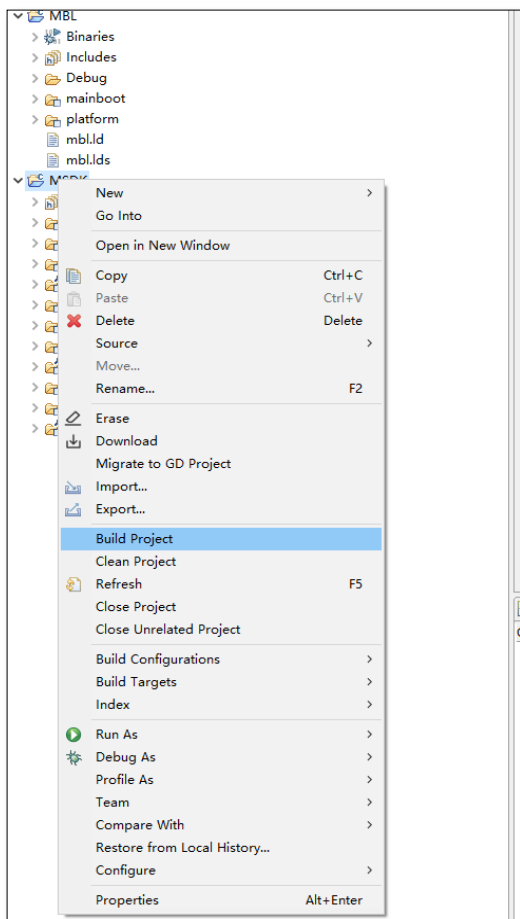 MBL
Binaries
Includes
Debug
mainboot
platform
mbl.ld
mbl.lds
MSDK
New
Go Into
Open in New Window
Copy Ctrl+C
Paste Ctrl+V
Delete Delete
Source
Move...
Rename... F2
Erase
Download
Migrate to GD Project
Import...
Export...
Build Project
Clean Project
Refresh F5
Close Project
Close Unrelated Project
Build Configurations
Build Targets
Index
Run As
Debug As
Profile As
Team
Compare With
Restore from Local History...
Configure
Properties Alt+Enter